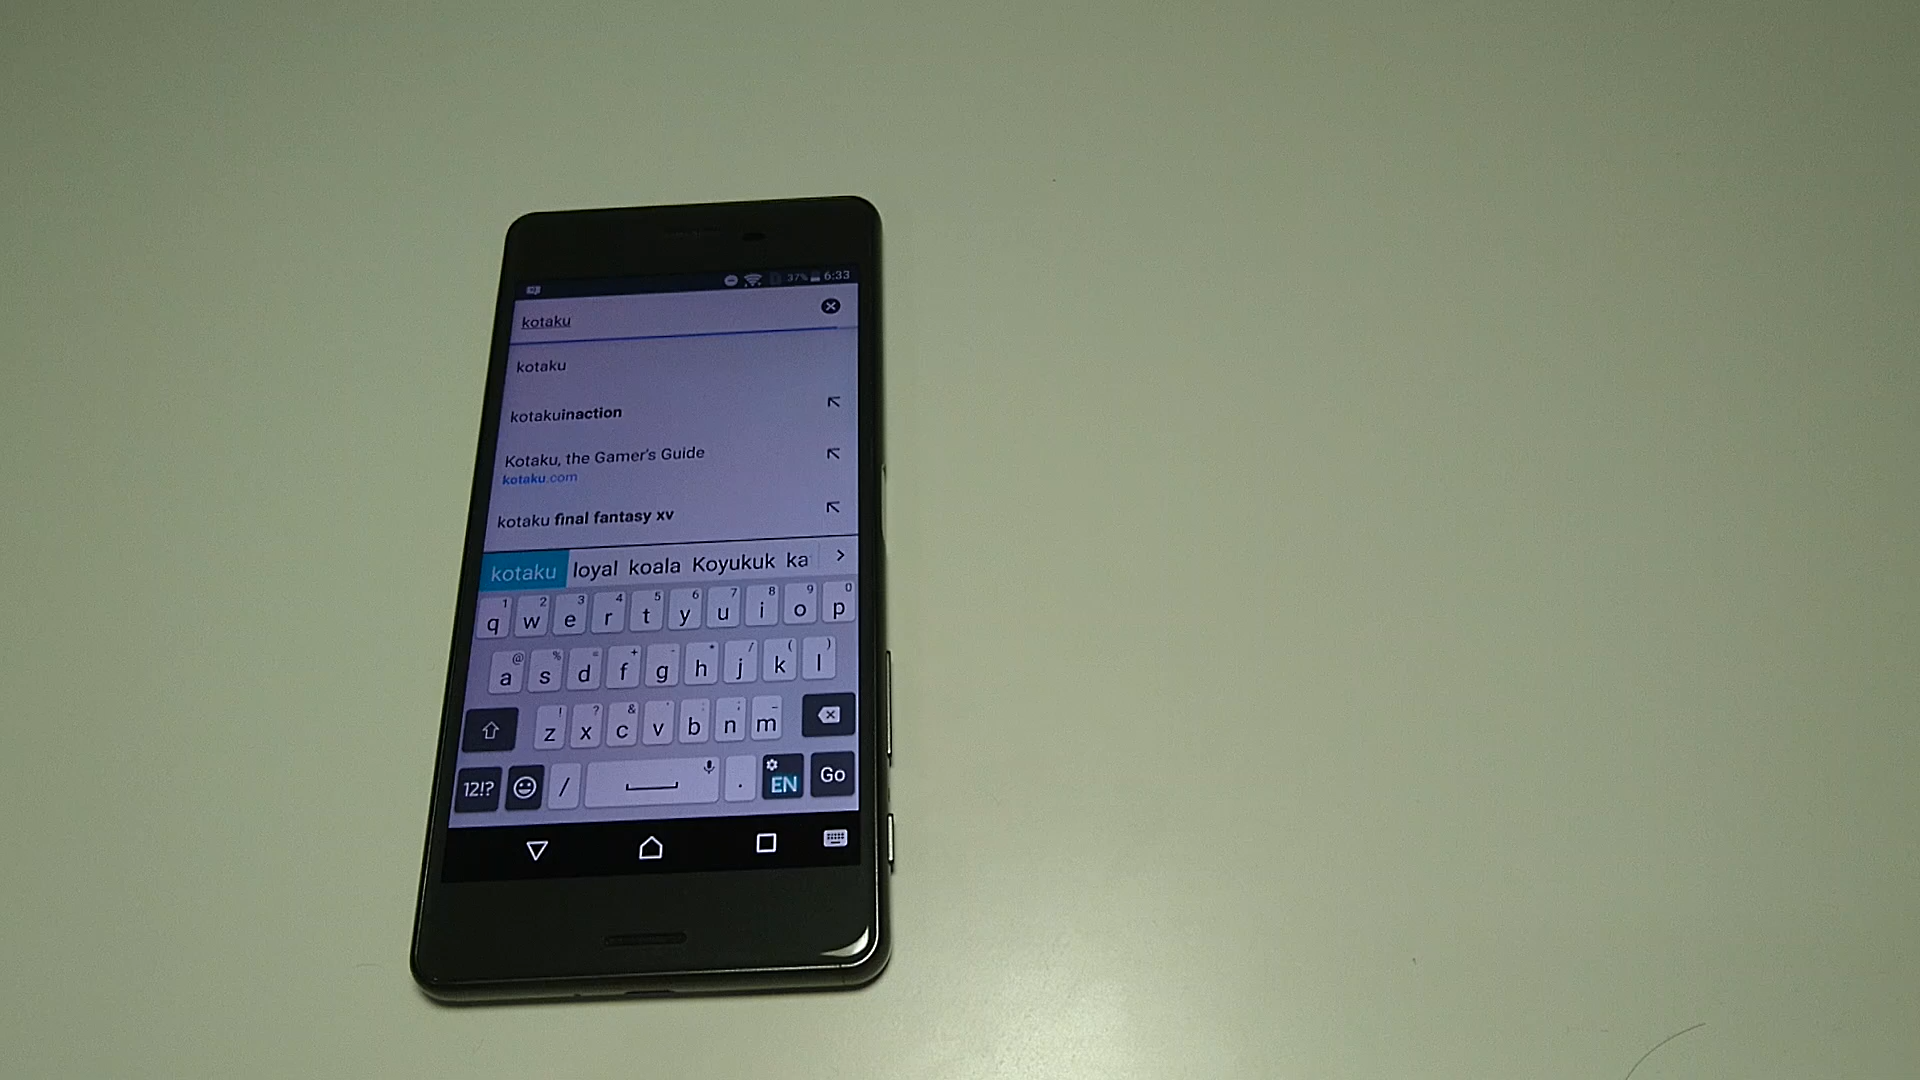 37% 6:33
kotaku
kotaku
kotakuinaction
Kotaku, the Gamer's Guide
kotaku.com
kotaku final fantasy xv
kotaku loyal koala Koyukuk ka
1 2 3 4 5 6 7 8 9 0
q w e r t y u i o p
@ % = + - * / ( )
a s d f g h j k l
! ? & ' : ; _
z x c v b n m
12!? / . EN Go